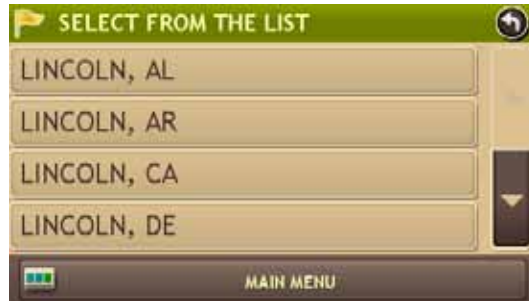 SELECT FROM THE LIST
LINCOLN, AL
LINCOLN, AR
LINCOLN, CA
LINCOLN, DE
MAIN MENU